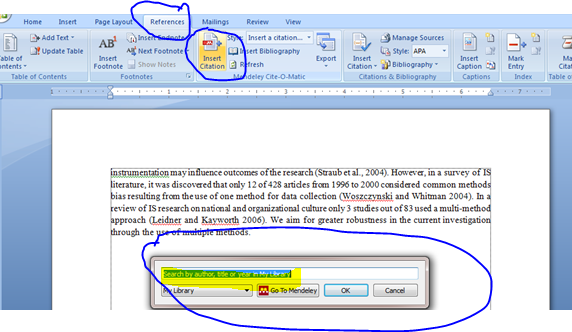 Home Insert Page Layout References Mailings Review View
Add Text
Update Table
Table of Contents
Insert Footnote
Insert Endnote
Next Footnote
Show Notes
Footnotes
Insert Citation
Style: Insert a citation...
Insert Bibliography
Refresh
Export
Mendeley Cite-O-Matic
Insert Citation
Manage Sources
Style: APA
Bibliography
Citations & Bibliography
Insert Caption
Captions
Mark Entry
Index
Mark Citation
instrumentation may influence outcomes of the research (Straub et al., 2004). However, in a survey of IS
literature, it was discovered that only 12 of 428 articles from 1996 to 2000 considered common methods
bias resulting from the use of one method for data collection (Woszczynski and Whitman 2004). In a
review of IS research on national and organizational culture only 3 studies out of 83 used a multi-method
approach (Leidner and Kayworth 2006). We aim for greater robustness in the current investigation
through the use of multiple methods.
Search by author, title or year in My Library
My Library Go To Mendeley OK Cancel